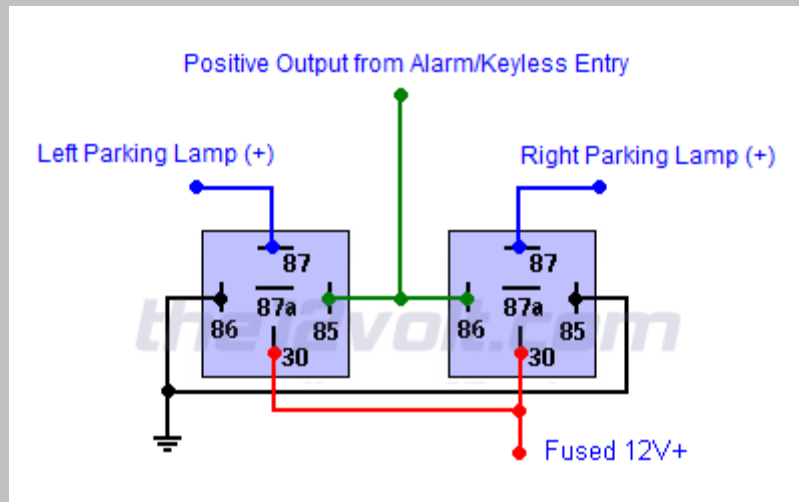 Positive Output from Alarm/Keyless Entry
Left Parking Lamp (+)
Right Parking Lamp (+)
87
87
87a
87a
86
85
86
85
30
30
the12volt.com
Fused 12V+